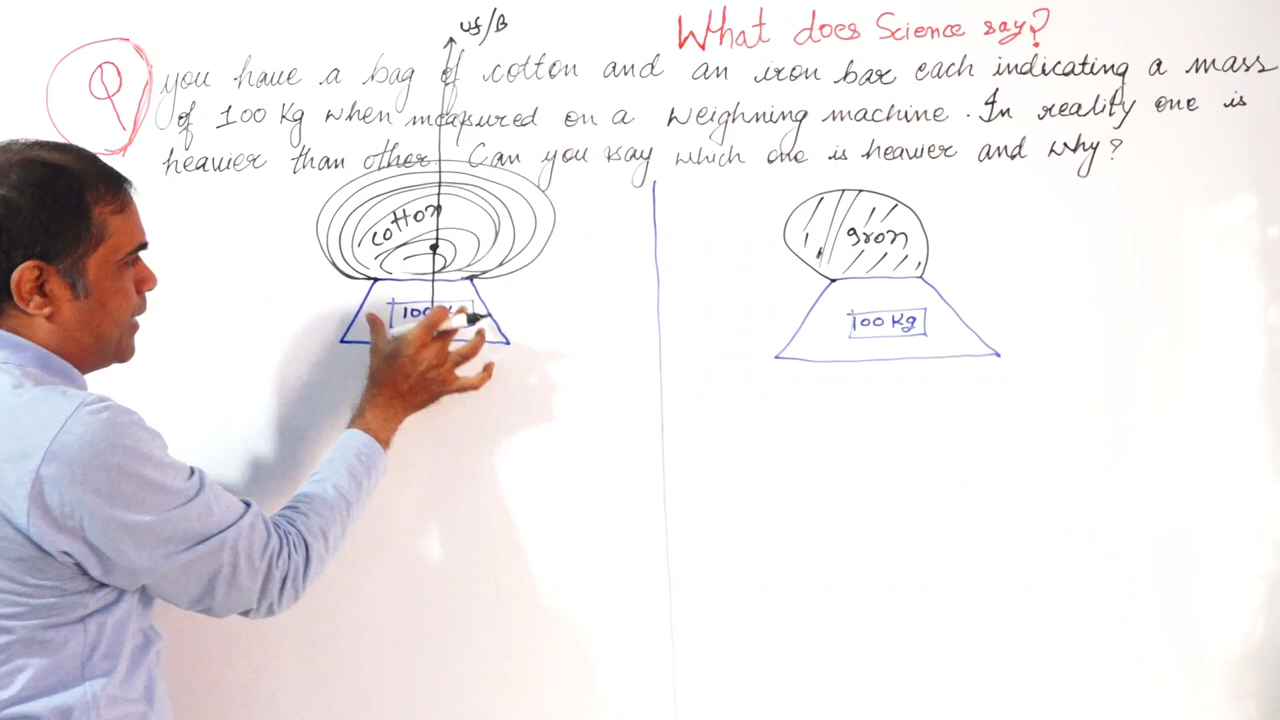 What does Science say?
Q
you have a bag of cotton and an iron bar each indicating a mass
of 100 Kg when measured on a weighning machine. In reality one is
heavier than other. Can you say which one is heavier and why?
uf/B
cotton
iron
100
100 Kg